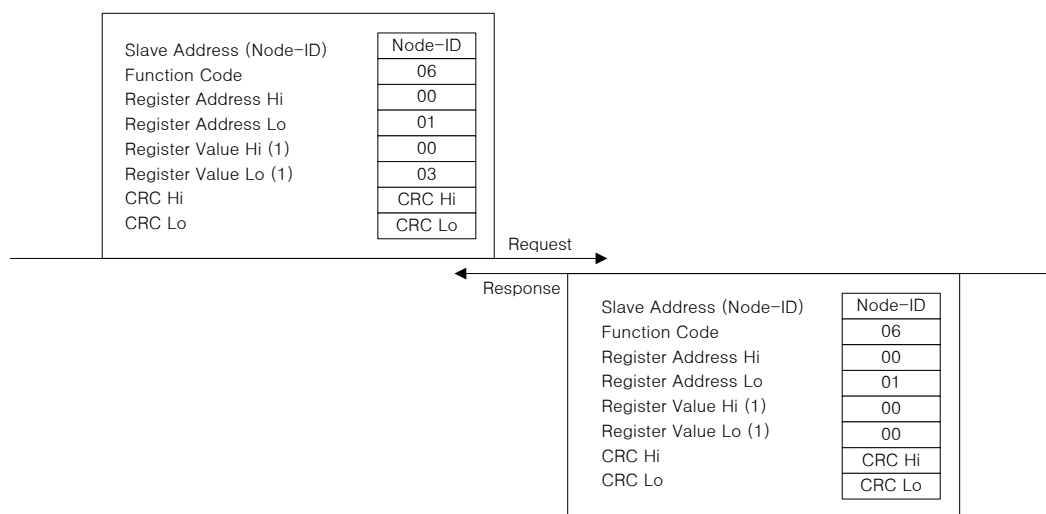 Slave Address (Node-ID) Node-ID
Function Code 06
Register Address Hi 00
Register Address Lo 01
Register Value Hi (1) 00
Register Value Lo (1) 03
CRC Hi CRC Hi
CRC Lo CRC Lo
Request
Response
Slave Address (Node-ID) Node-ID
Function Code 06
Register Address Hi 00
Register Address Lo 01
Register Value Hi (1) 00
Register Value Lo (1) 00
CRC Hi CRC Hi
CRC Lo CRC Lo